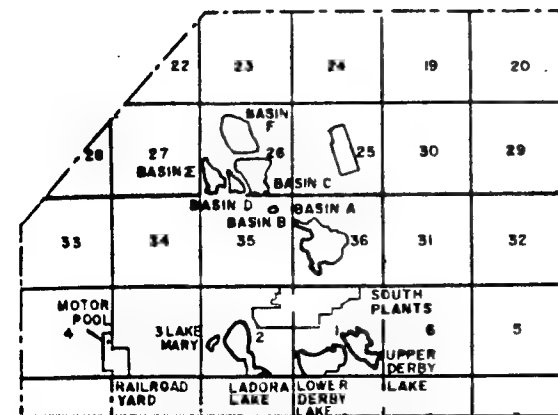 22 23 24 19 20
BASIN
F
28 27 26 25 30 29
BASIN E
BASIN C
BASIN D BASIN A
BASIN B
33 34 35 36 31 32
MOTOR
POOL
4
SOUTH
PLANTS
3 LAKE
MARY
2 1 6 5
UPPER
DERBY
LAKE
RAILROAD
YARD
LADORA
LAKE
LOWER
DERBY
LAKE